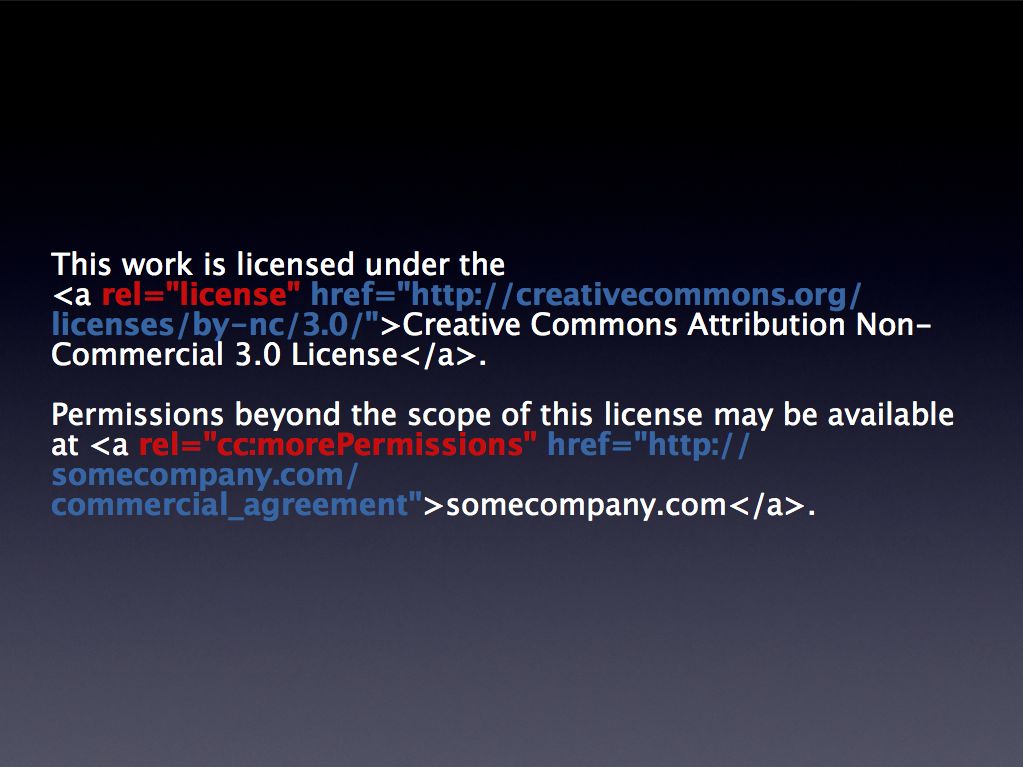 This work is licensed under the
<a rel="license" href="http://creativecommons.org/
licenses/by-nc/3.0/">Creative Commons Attribution Non-
Commercial 3.0 License</a>.
Permissions beyond the scope of this license may be available
at <a rel="cc:morePermissions" href="http://
somecompany.com/
commercial_agreement">somecompany.com</a>.